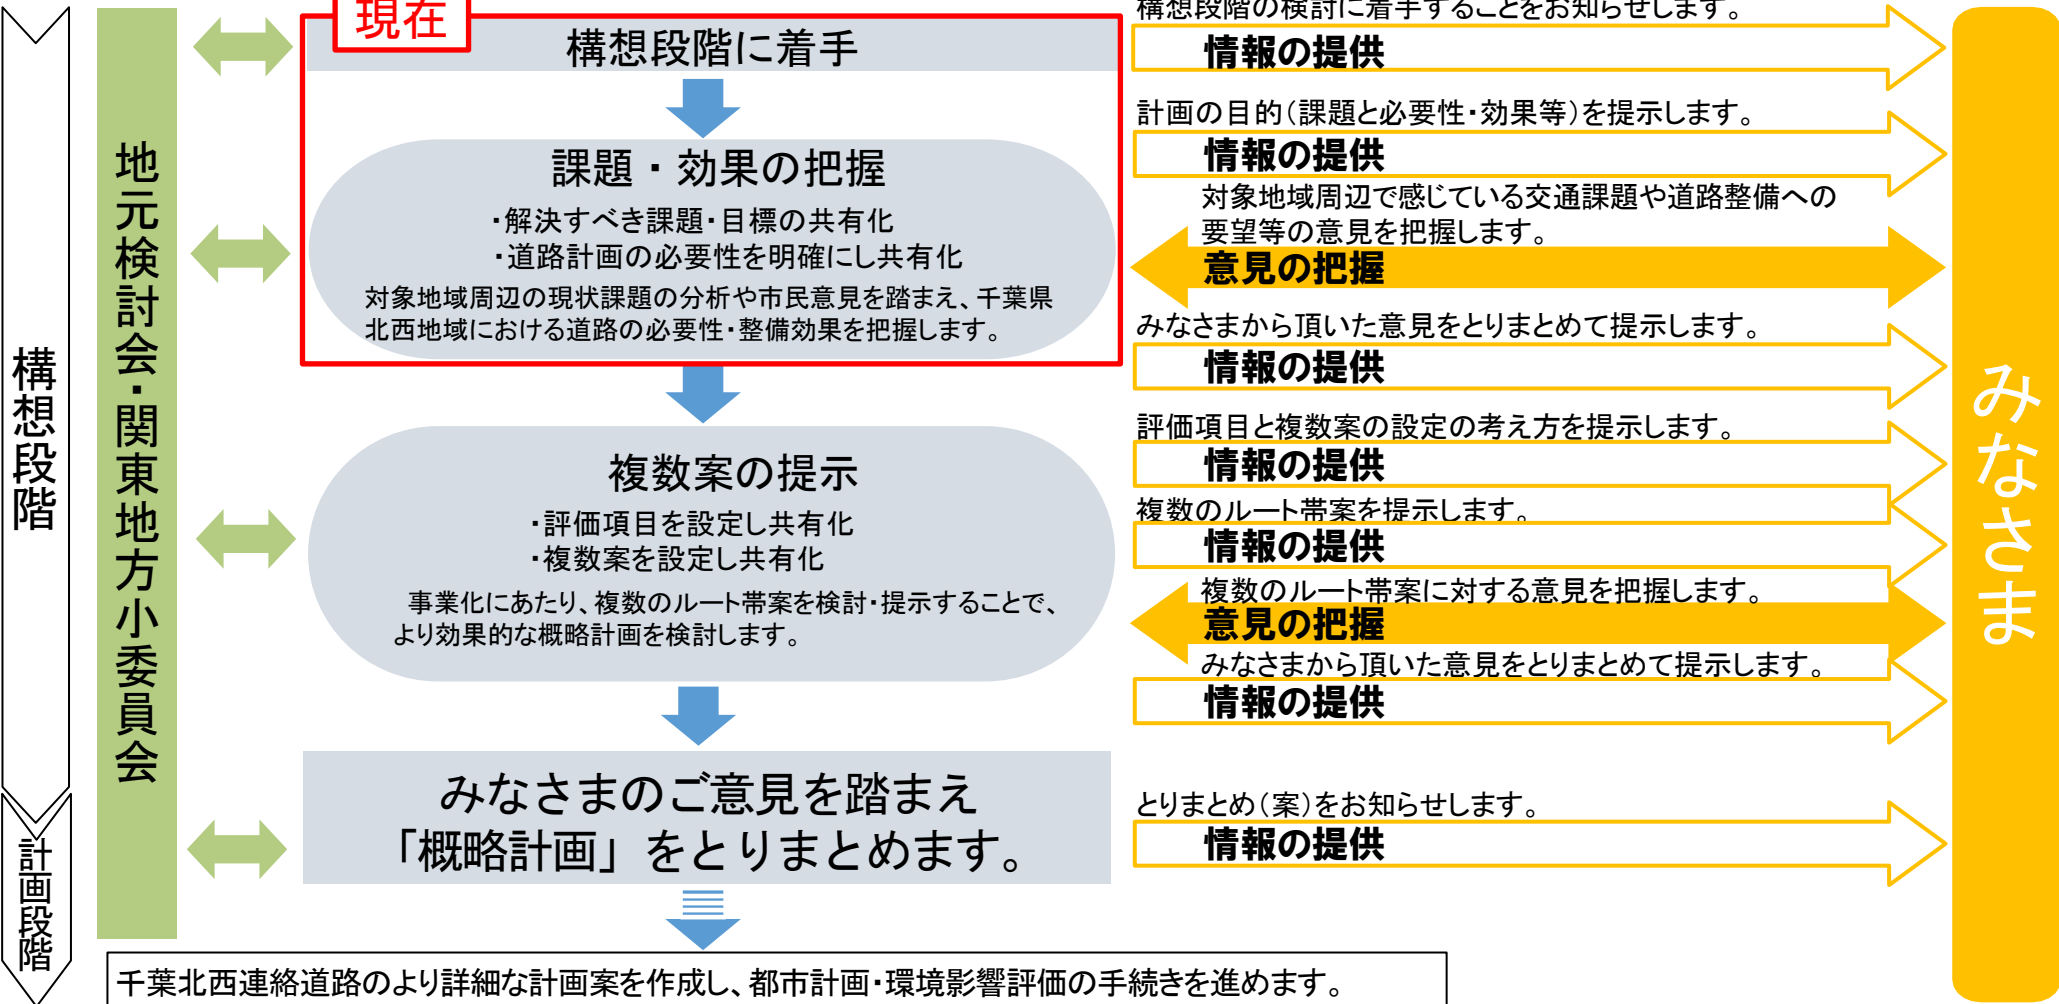 構想段階
計画段階
地元検討会・関東地方小委員会
現在
構想段階に着手
課題・効果の把握
・解決すべき課題・目標の共有化
・道路計画の必要性を明確にし共有化
対象地域周辺の現状課題の分析や市民意見を踏まえ、千葉県
北西地域における道路の必要性・整備効果を把握します。
複数案の提示
・評価項目を設定し共有化
・複数案を設定し共有化
事業化にあたり、複数のルート帯案を検討・提示することで、
より効果的な概略計画を検討します。
みなさまのご意見を踏まえ
「概略計画」をとりまとめます。
千葉北西連絡道路のより詳細な計画案を作成し、都市計画・環境影響評価の手続きを進めます。
構想段階の検討に着手することをお知らせします。
情報の提供
計画の目的（課題と必要性・効果等）を提示します。
情報の提供
対象地域周辺で感じている交通課題や道路整備への
要望等の意見を把握します。
意見の把握
みなさまから頂いた意見をとりまとめて提示します。
情報の提供
評価項目と複数案の設定の考え方を提示します。
情報の提供
複数のルート帯案を提示します。
情報の提供
複数のルート帯案に対する意見を把握します。
意見の把握
みなさまから頂いた意見をとりまとめて提示します。
情報の提供
とりまとめ（案）をお知らせします。
情報の提供
みなさま